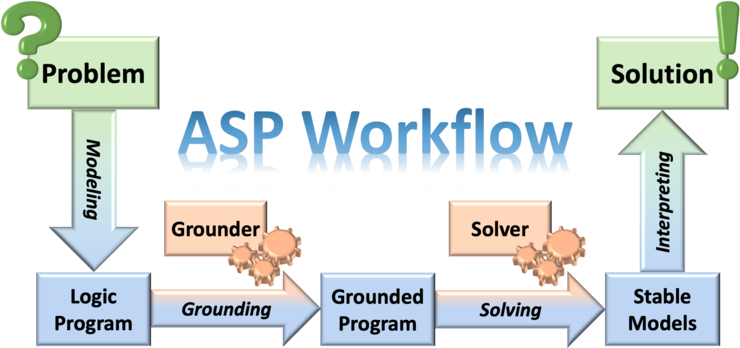 ?
Problem
Solution
!
ASP Workflow
Modeling
Interpreting
Grounder
Solver
Logic
Program
Grounding
Grounded
Program
Solving
Stable
Models